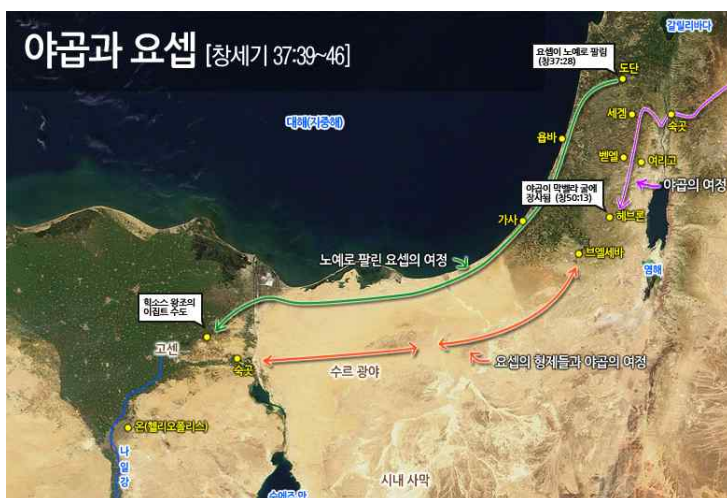 야곱과 요셉 [창세기 37:39~46]
갈릴리바다
요셉이 노예로 팔림
(창37:28)
도단
대해(지중해)
세겜
숙곳
욥바
벧엘
여리고
야곱이 막벨라 굴에
장사됨 (창50:13)
야곱의 여정
가사
헤브론
노예로 팔린 요셉의 여정
브엘세바
염해
힉소스 왕조의
이집트 수도
고센
숙곳
수르 광야
요셉의 형제들과 야곱의 여정
온(헬리오폴리스)
나일강
시내 사막
수에즈 만